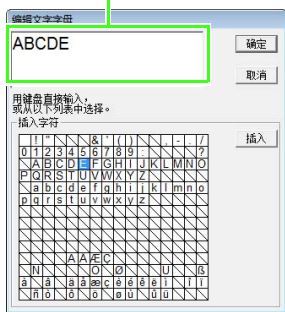 编辑文字字母
ABCDE
确定
取消
用键盘直接输入，
或从以下列表中选择。
插入字符
插入
! " & ' ( ) , - . /
0 1 2 3 4 5 6 7 8 9 : ?
A B C D E F G H I J K L M N O
P Q R S T U V W X Y Z
a b c d e f g h i j k l m n o
p q r s t u v w x y z
Ä Å Æ Ç
Ñ Ö Ø Ü ß
à á ä å æ ç è é ê ë ì í ï
ñ ò ó ö ø ù ú ü